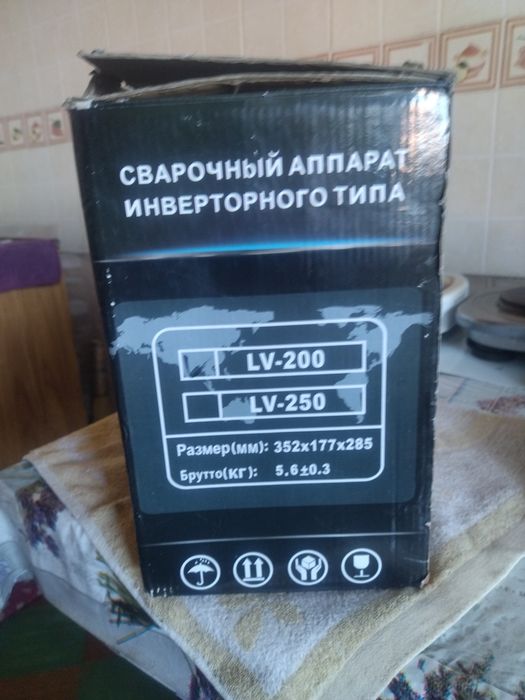 СВАРОЧНЫЙ АППАРАТ
ИНВЕРТОРНОГО ТИПА
LV-200
LV-250
Размер(мм): 352x177x285
Брутто(КГ): 5.6±0.3